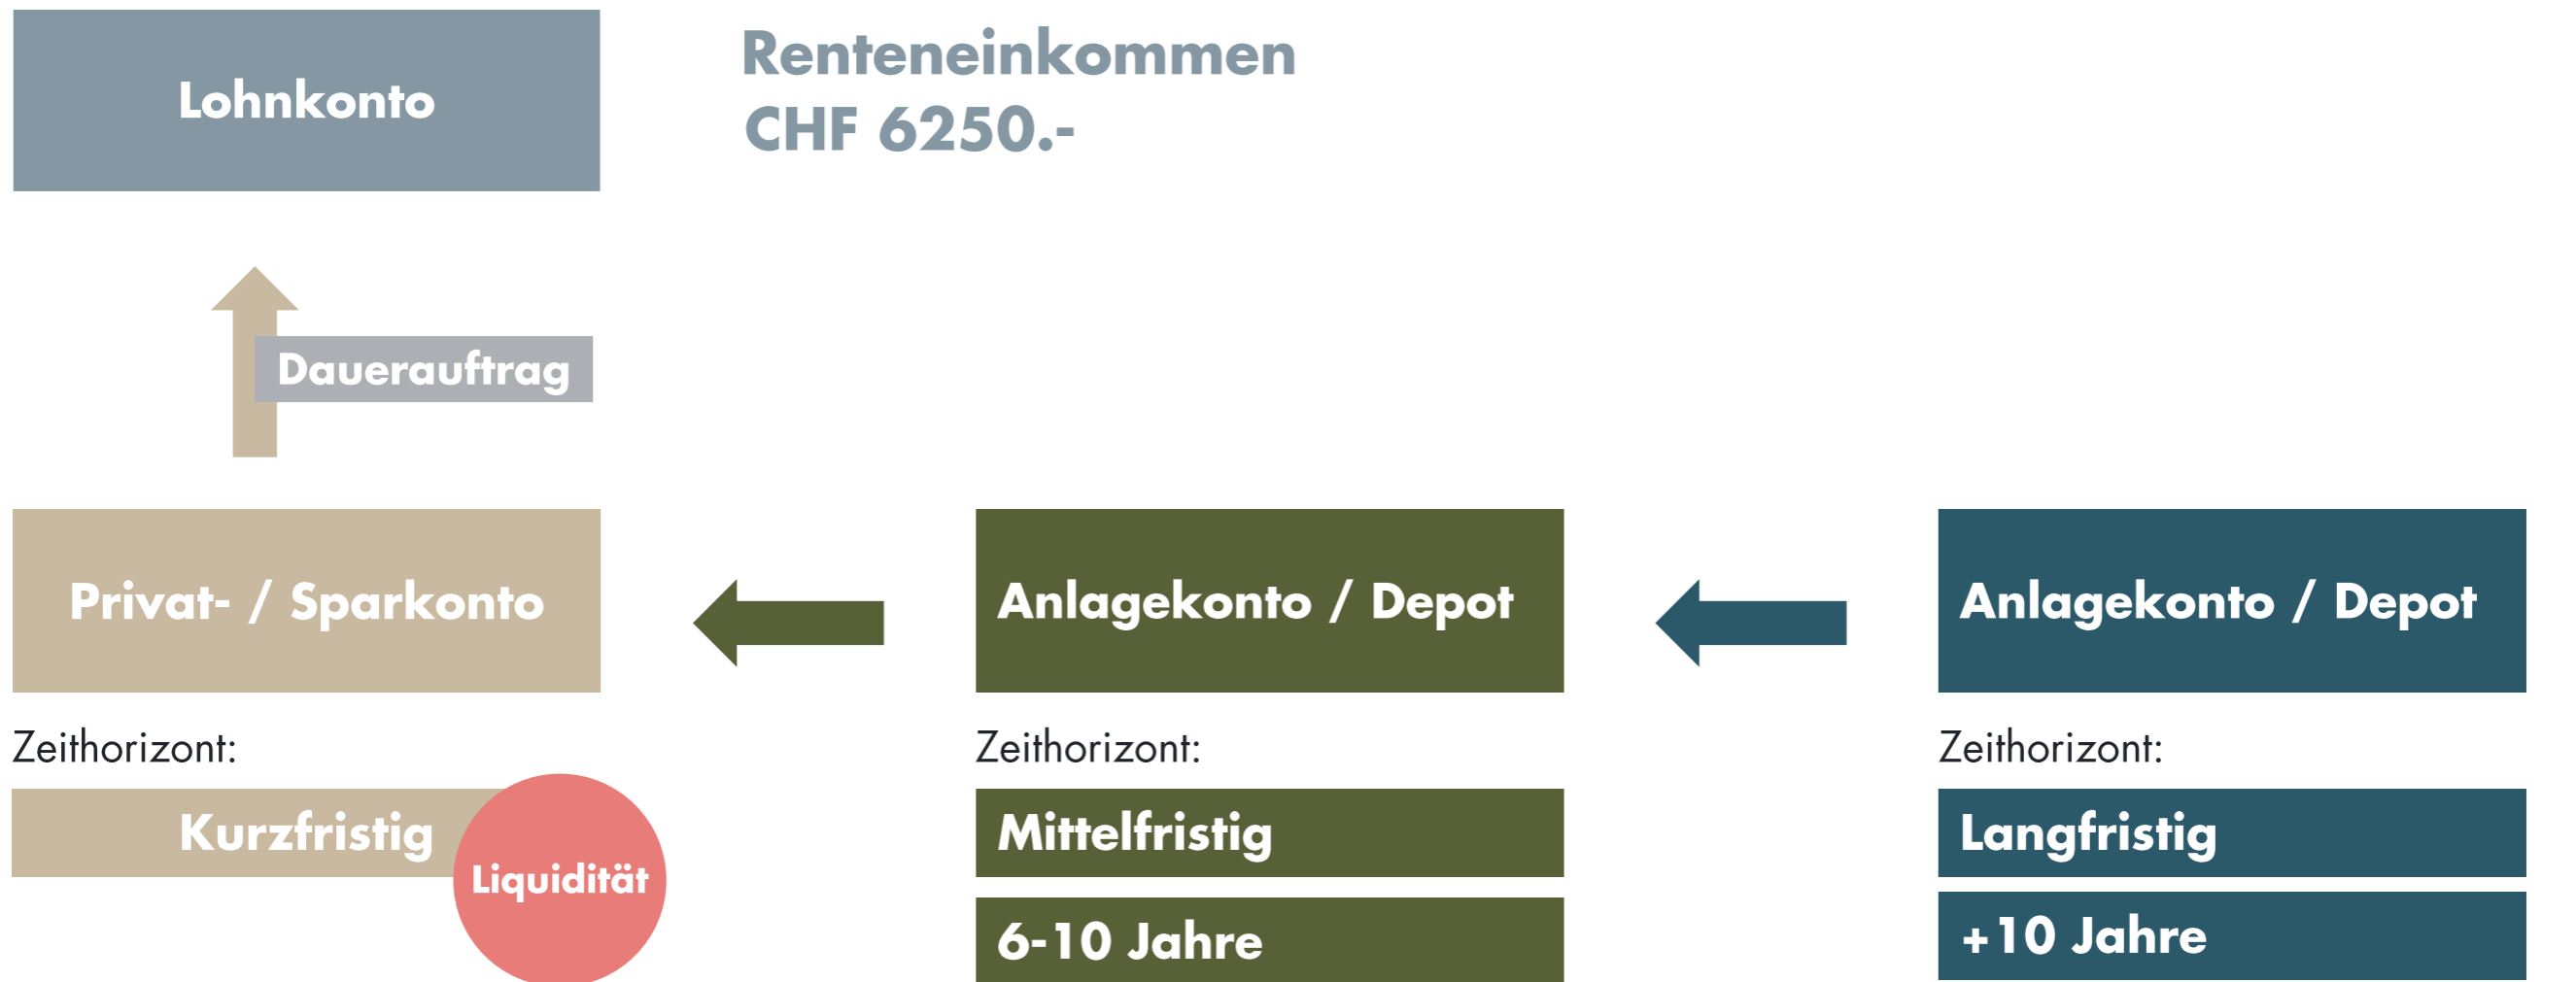 Lohnkonto
Renteneinkommen
CHF 6250.-
Dauerauftrag
Privat- / Sparkonto
Anlagekonto / Depot
Anlagekonto / Depot
Zeithorizont:
Zeithorizont:
Zeithorizont:
Kurzfristig
Liquidität
Mittelfristig
Langfristig
6-10 Jahre
+10 Jahre